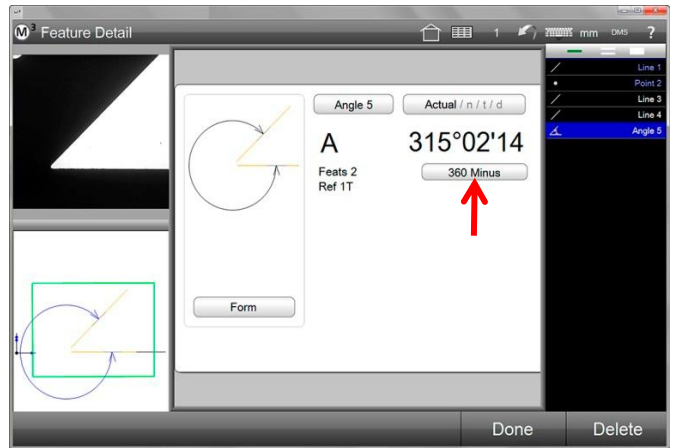 M³ Feature Detail
1
mm
DMS
?
Line 1
Point 2
Line 3
Line 4
Angle 5
Angle 5
Actual / n / t / d
A
315°02'14
Feats 2
Ref 1T
360 Minus
Form
Done
Delete